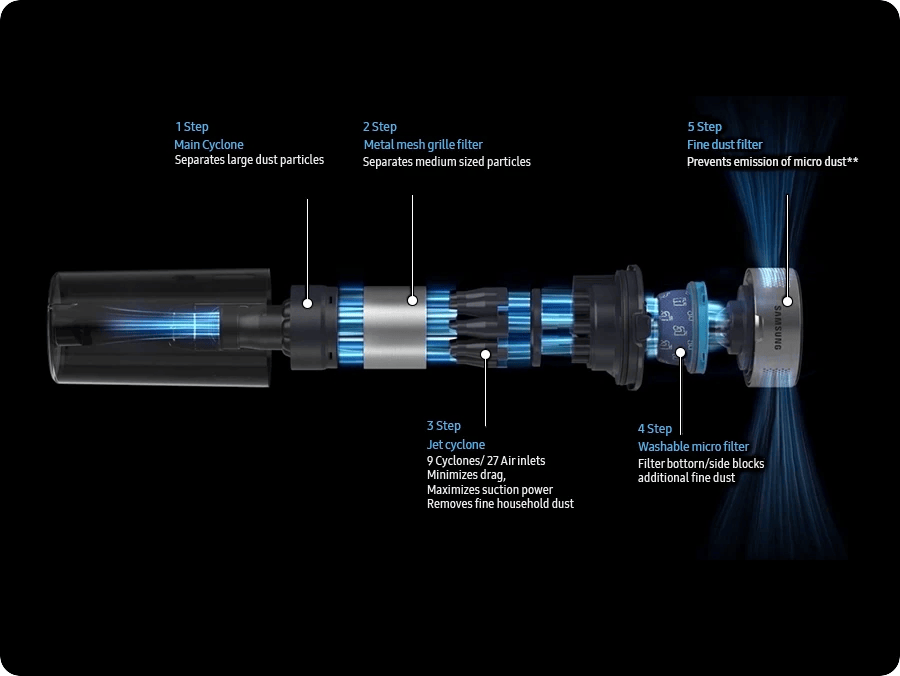 1 Step
Main Cyclone
Separates large dust particles
2 Step
Metal mesh grille filter
Separates medium sized particles
5 Step
Fine dust filter
Prevents emission of micro dust**
SAMSUNG
3 Step
Jet cyclone
9 Cyclones/ 27 Air inlets
Minimizes drag,
Maximizes suction power
Removes fine household dust
4 Step
Washable micro filter
Filter bottorn/side blocks
additional fine dust